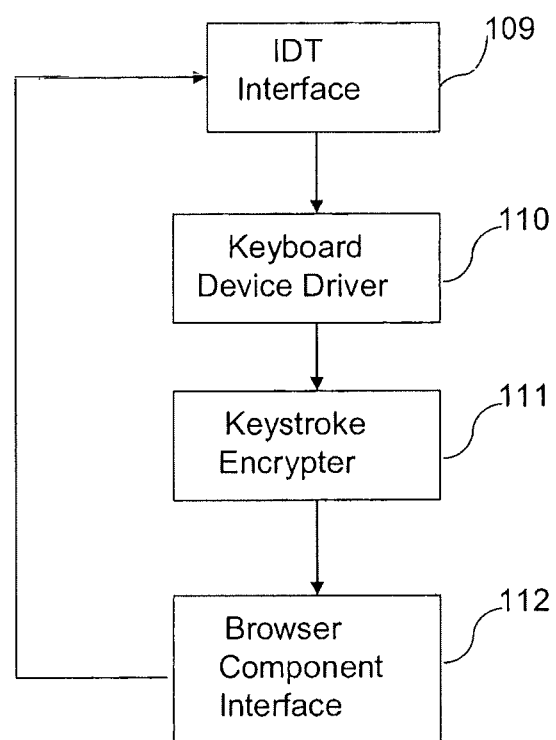 109
IDT
Interface
110
Keyboard
Device Driver
111
Keystroke
Encrypter
112
Browser
Component
Interface